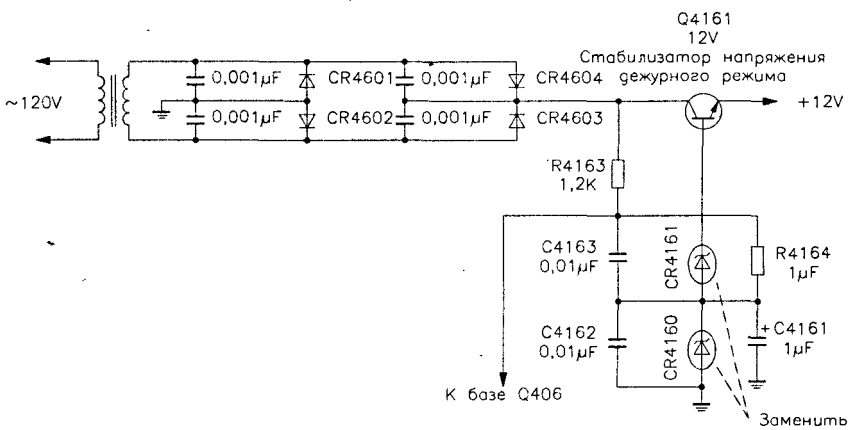 Q4161
12V
Стабилизатор напряжения
дежурного режима
~120V
0,001µF
CR4601
0,001µF
CR4604
+12V
0,001µF
CR4602
0,001µF
CR4603
R4163
1,2K
C4163
0,01µF
CR4161
R4164
1µF
C4162
0,01µF
CR4160
+C4161
1µF
К базе Q406
Заменить